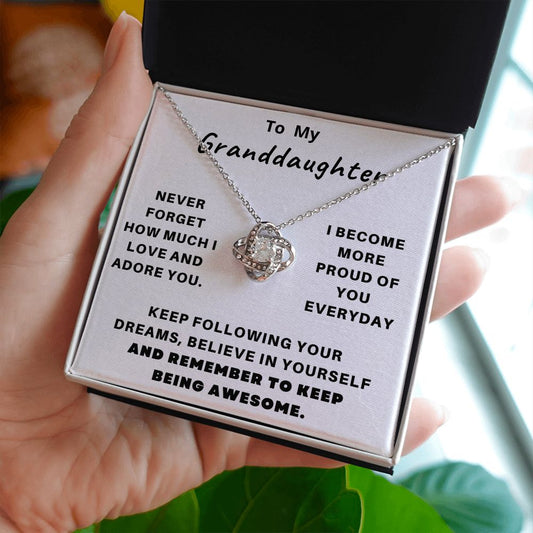 To My
Granddaughter
NEVER
FORGET
HOW MUCH I
LOVE AND
ADORE YOU.
I BECOME
MORE
PROUD OF
YOU
EVERYDAY
KEEP FOLLOWING YOUR
DREAMS, BELIEVE IN YOURSELF
AND REMEMBER TO KEEP
BEING AWESOME.